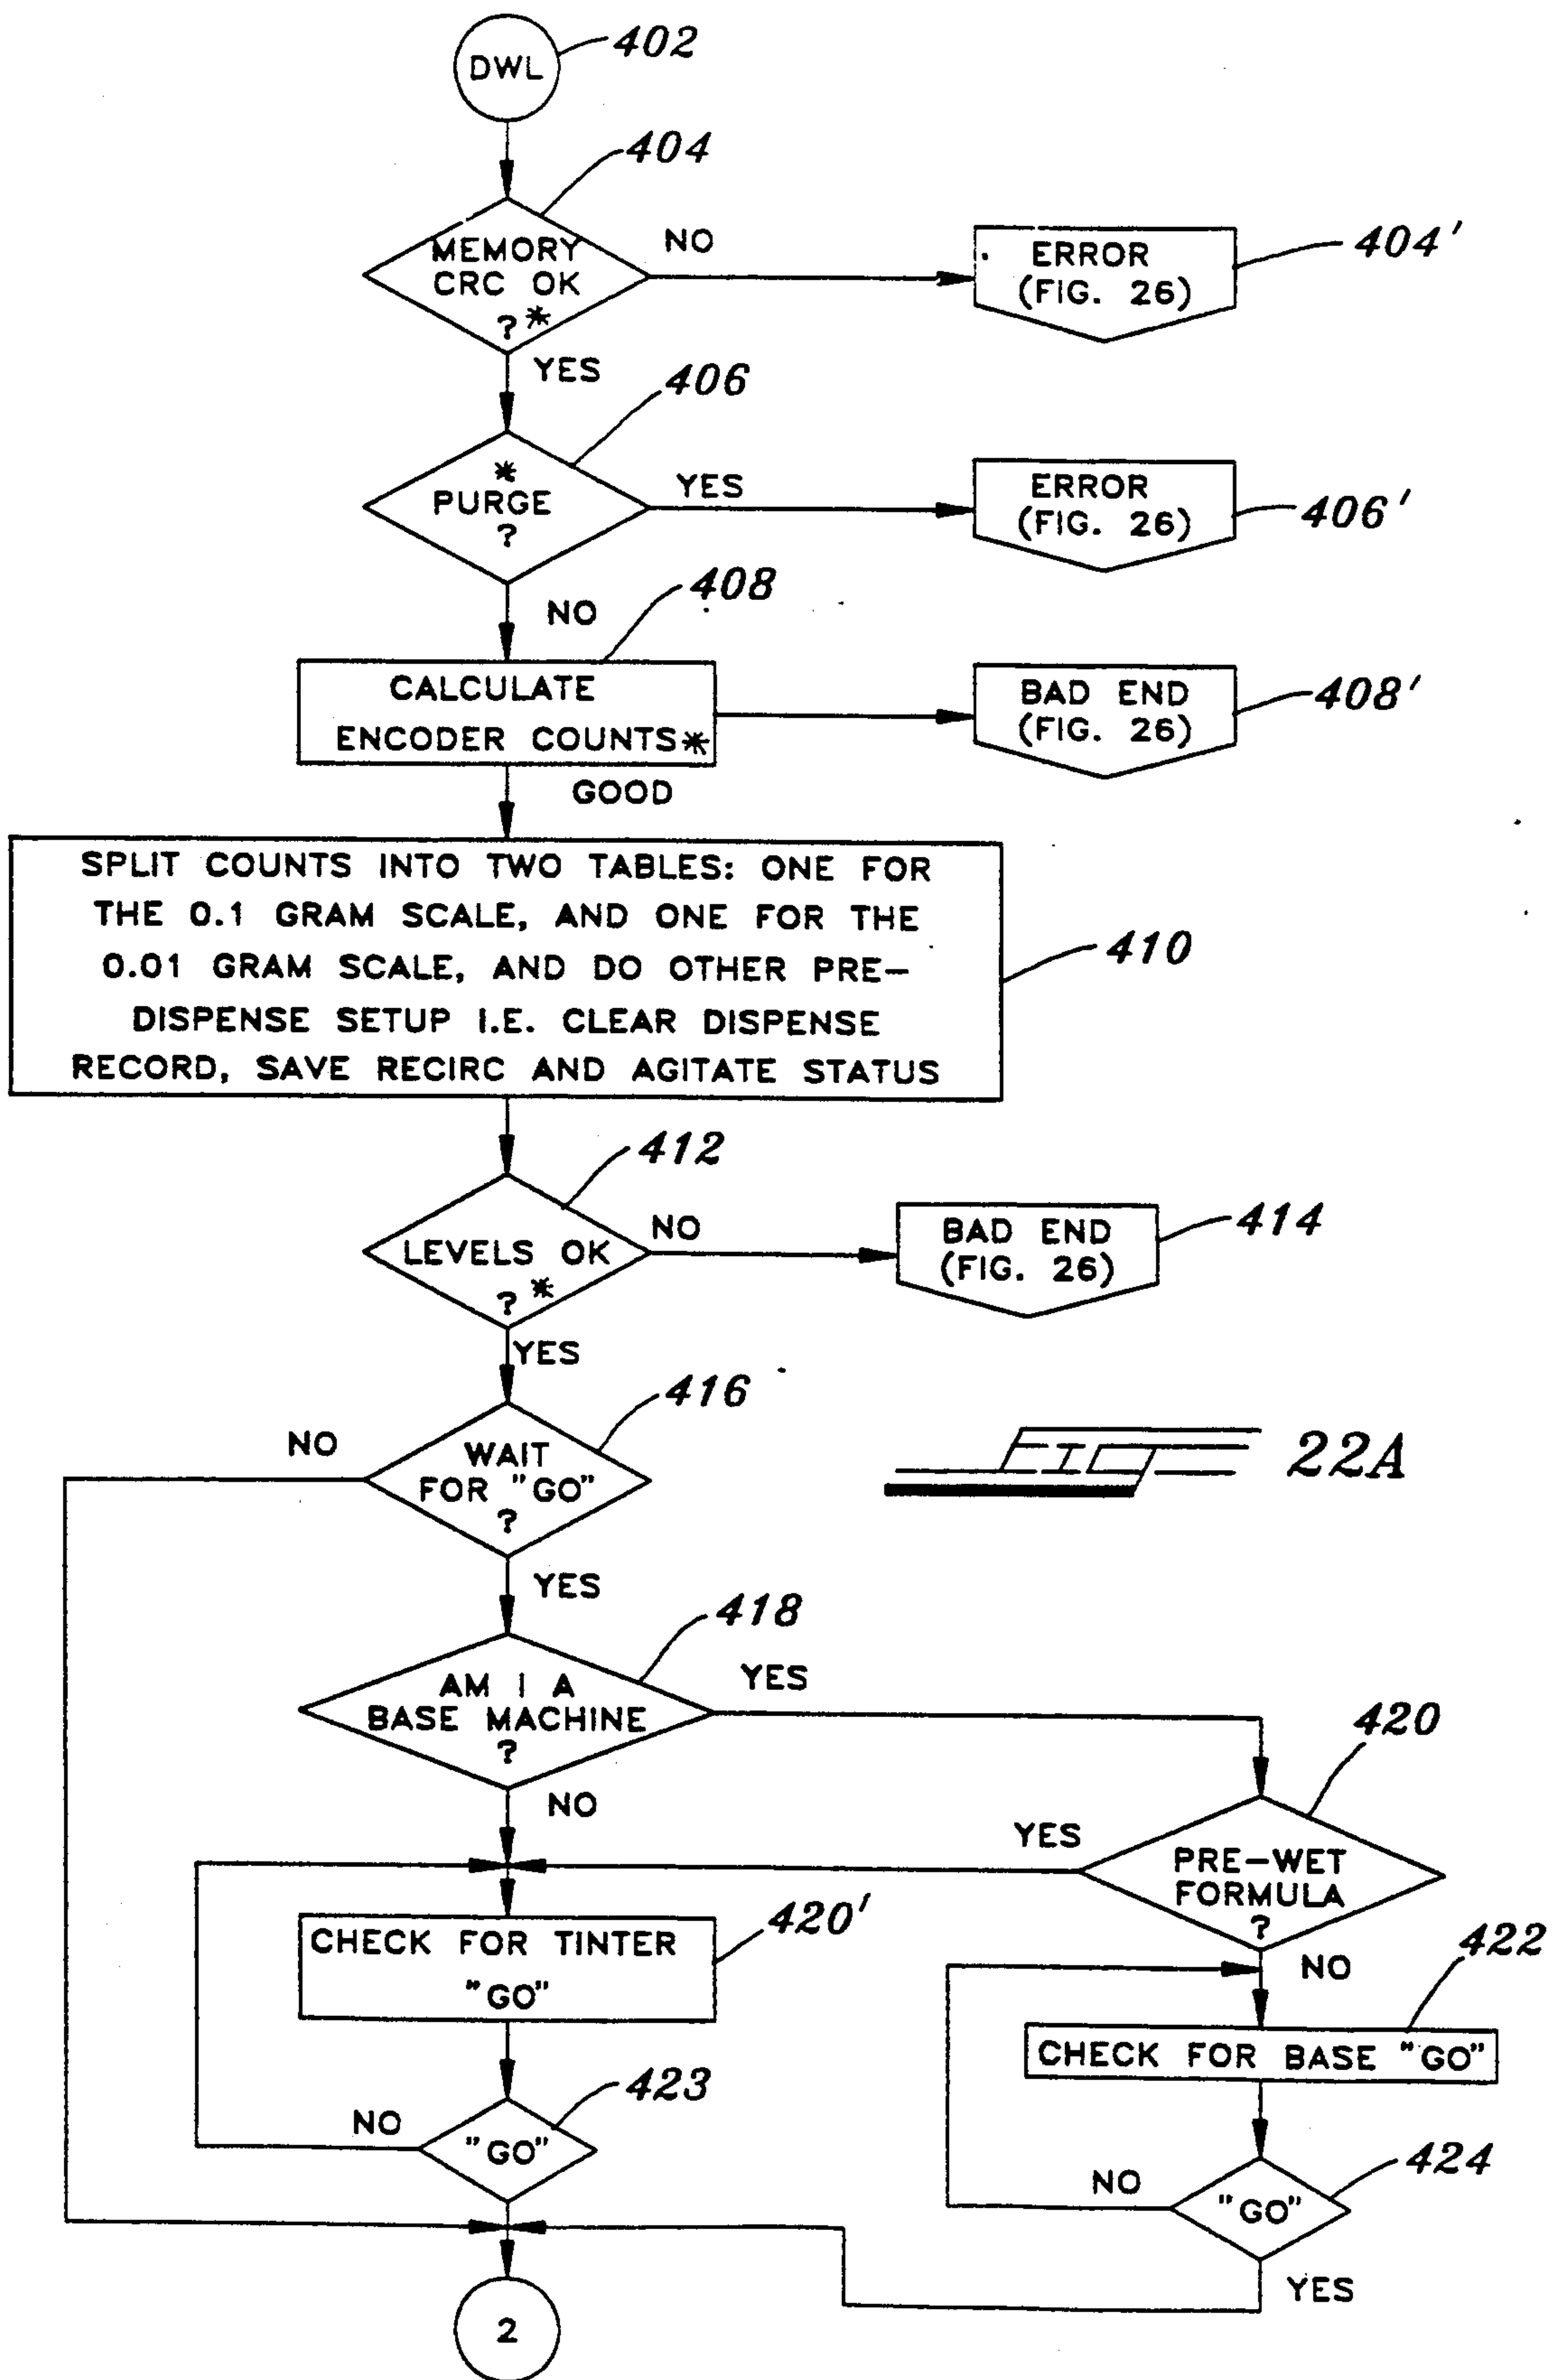 DWL
402
404
MEMORY
CRC OK
?*
NO
ERROR
(FIG. 26)
404'
YES
406
*
PURGE
?
YES
ERROR
(FIG. 26)
406'
NO
408
CALCULATE
ENCODER COUNTS*
BAD END
(FIG. 26)
408'
GOOD
SPLIT COUNTS INTO TWO TABLES: ONE FOR
THE 0.1 GRAM SCALE, AND ONE FOR THE
0.01 GRAM SCALE, AND DO OTHER PRE-
DISPENSE SETUP I.E. CLEAR DISPENSE
RECORD, SAVE RECIRC AND AGITATE STATUS
410
412
LEVELS OK
?*
NO
BAD END
(FIG. 26)
414
YES
416
NO
WAIT
FOR "GO"
?
FIG 22A
YES
418
AM I A
BASE MACHINE
?
YES
420
NO
YES
PRE-WET
FORMULA
?
CHECK FOR TINTER
"GO"
420'
NO
422
CHECK FOR BASE "GO"
423
NO
"GO"
424
NO
"GO"
YES
2